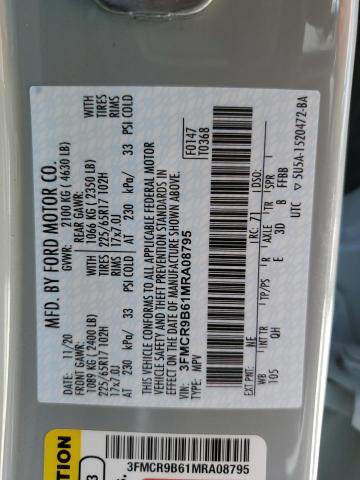 MFD. BY FORD MOTOR CO.
DATE: 11/20 GVWR: 2100 KG ( 4630 LB)
FRONT GAWR: REAR GAWR:
1089 KG ( 2400 LB) WITH 1066 KG ( 2350 LB) WITH
225/65R17 102H TIRES 225/65R17 102H TIRES
17x7.0J RIMS 17x7.0J RIMS
AT 230 kPa/ 33 PSI COLD AT 230 kPa/ 33 PSI COLD
THIS VEHICLE CONFORMS TO ALL APPLICABLE FEDERAL MOTOR
VEHICLE SAFETY AND THEFT PREVENTION STANDARDS IN
EFFECT ON THE DATE OF MANUFACTURE SHOWN ABOVE.
VIN: 3FMCR9B61MRA08795 F0147
TYPE: MPV T0368
EXT PNT: ME RC: 71 DSO:
WB INT TR TP/PS R AXLE TR SPR
105 QH E 3D B FFBB
UTC 5U5A-1520472-BA
3FMCR9B61MRA08795